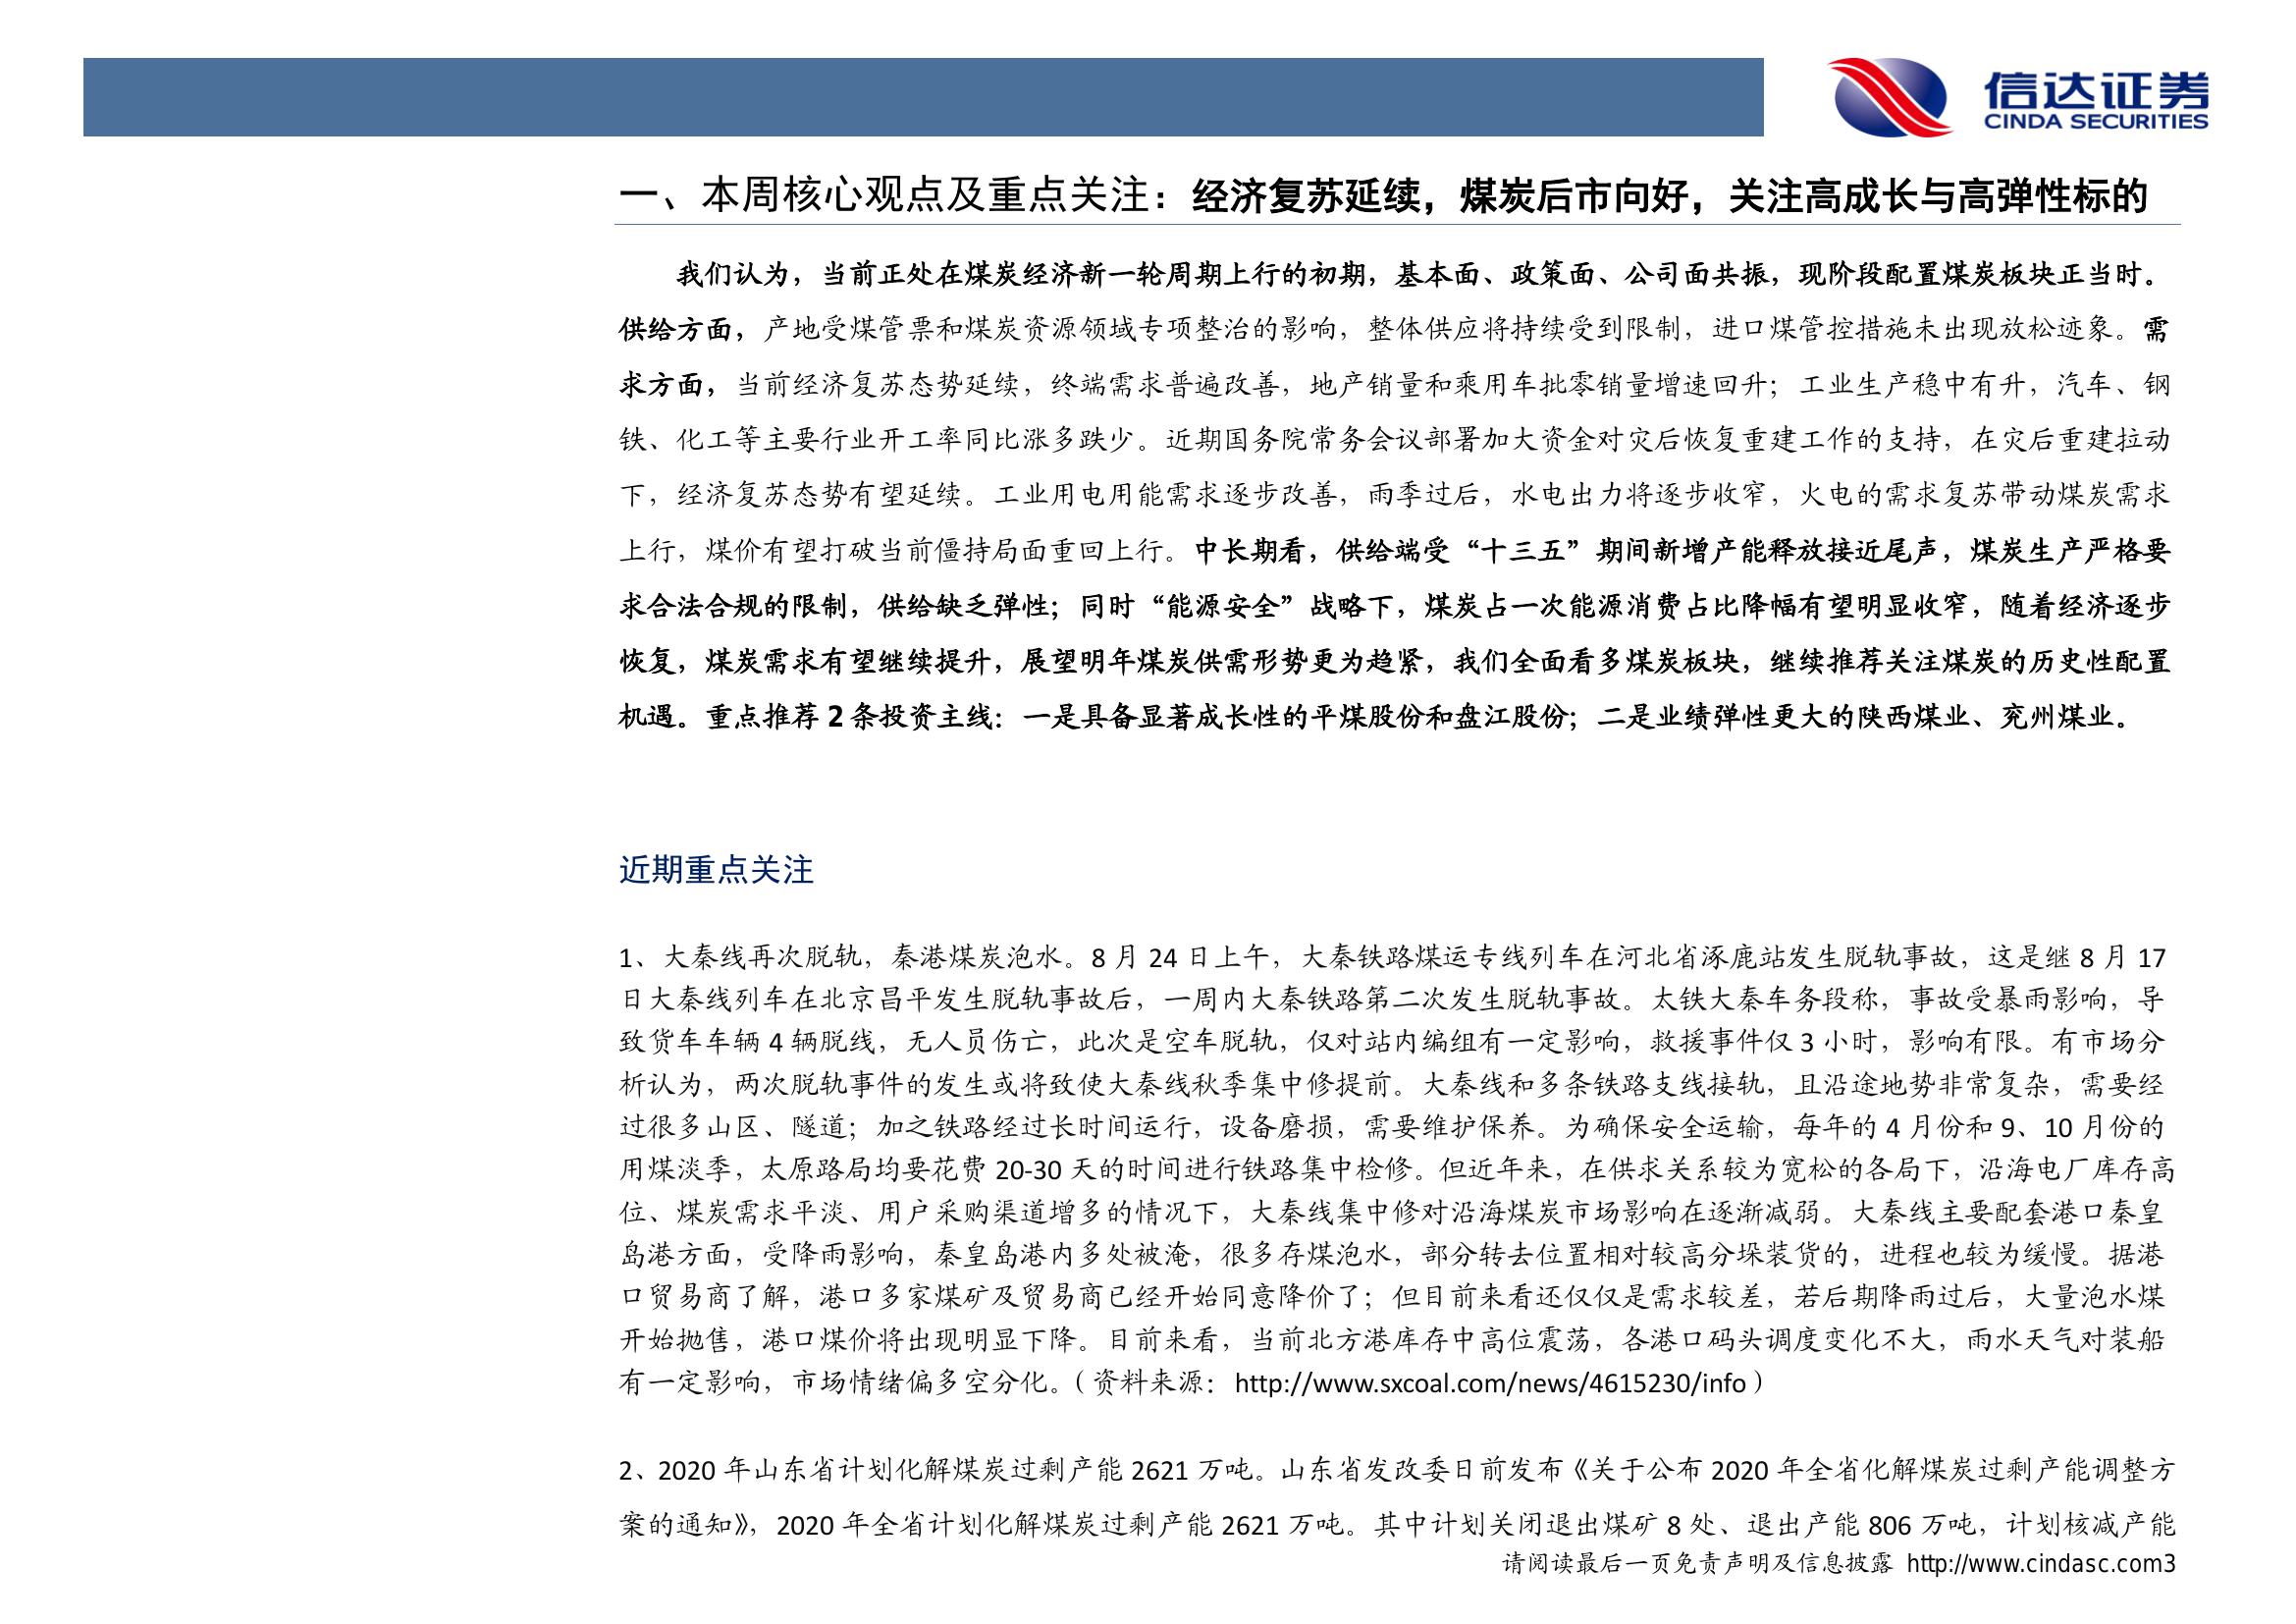 信达证券
CINDA SECURITIES
一、本周核心观点及重点关注：经济复苏延续，煤炭后市向好，关注高成长与高弹性标的
我们认为，当前正处在煤炭经济新一轮周期上行的初期，基本面、政策面、公司面共振，现阶段配置煤炭板块正当时。
供给方面，产地受煤管票和煤炭资源领域专项整治的影响，整体供应将持续受到限制，进口煤管控措施未出现放松迹象。需
求方面，当前经济复苏态势延续，终端需求普遍改善，地产销量和乘用车批零销量增速回升；工业生产稳中有升，汽车、钢
铁、化工等主要行业开工率同比涨多跌少。近期国务院常务会议部署加大资金对灾后恢复重建工作的支持，在灾后重建拉动
下，经济复苏态势有望延续。工业用电用能需求逐步改善，雨季过后，水电出力将逐步收窄，火电的需求复苏带动煤炭需求
上行，煤价有望打破当前僵持局面重回上行。中长期看，供给端受“十三五”期间新增产能释放接近尾声，煤炭生产严格要
求合法合规的限制，供给缺乏弹性；同时“能源安全”战略下，煤炭占一次能源消费占比降幅有望明显收窄，随着经济逐步
恢复，煤炭需求有望继续提升，展望明年煤炭供需形势更为趋紧，我们全面看多煤炭板块，继续推荐关注煤炭的历史性配置
机遇。重点推荐 2 条投资主线：一是具备显著成长性的平煤股份和盘江股份；二是业绩弹性更大的陕西煤业、兖州煤业。
近期重点关注
1、大秦线再次脱轨，秦港煤炭泡水。8 月 24 日上午，大秦铁路煤运专线列车在河北省涿鹿站发生脱轨事故，这是继 8 月 17
日大秦线列车在北京昌平发生脱轨事故后，一周内大秦铁路第二次发生脱轨事故。太铁大秦车务段称，事故受暴雨影响，导
致货车车辆 4 辆脱线，无人员伤亡，此次是空车脱轨，仅对站内编组有一定影响，救援事件仅 3 小时，影响有限。有市场分
析认为，两次脱轨事件的发生或将致使大秦线秋季集中修提前。大秦线和多条铁路支线接轨，且沿途地势非常复杂，需要经
过很多山区、隧道；加之铁路经过长时间运行，设备磨损，需要维护保养。为确保安全运输，每年的 4 月份和 9、10 月份的
用煤淡季，太原路局均要花费 20-30 天的时间进行铁路集中检修。但近年来，在供求关系较为宽松的各局下，沿海电厂库存高
位、煤炭需求平淡、用户采购渠道增多的情况下，大秦线集中修对沿海煤炭市场影响在逐渐减弱。大秦线主要配套港口秦皇
岛港方面，受降雨影响，秦皇岛港内多处被淹，很多存煤泡水，部分转去位置相对较高分垛装货的，进程也较为缓慢。据港
口贸易商了解，港口多家煤矿及贸易商已经开始同意降价了；但目前来看还仅仅是需求较差，若后期降雨过后，大量泡水煤
开始抛售，港口煤价将出现明显下降。目前来看，当前北方港库存中高位震荡，各港口码头调度变化不大，雨水天气对装船
有一定影响，市场情绪偏多空分化。（资料来源：http://www.sxcoal.com/news/4615230/info）
2、2020 年山东省计划化解煤炭过剩产能 2621 万吨。山东省发改委日前发布《关于公布 2020 年全省化解煤炭过剩产能调整方
案的通知》，2020 年全省计划化解煤炭过剩产能 2621 万吨。其中计划关闭退出煤矿 8 处、退出产能 806 万吨，计划核减产能
请阅读最后一页免责声明及信息披露 http://www.cindasc.com3